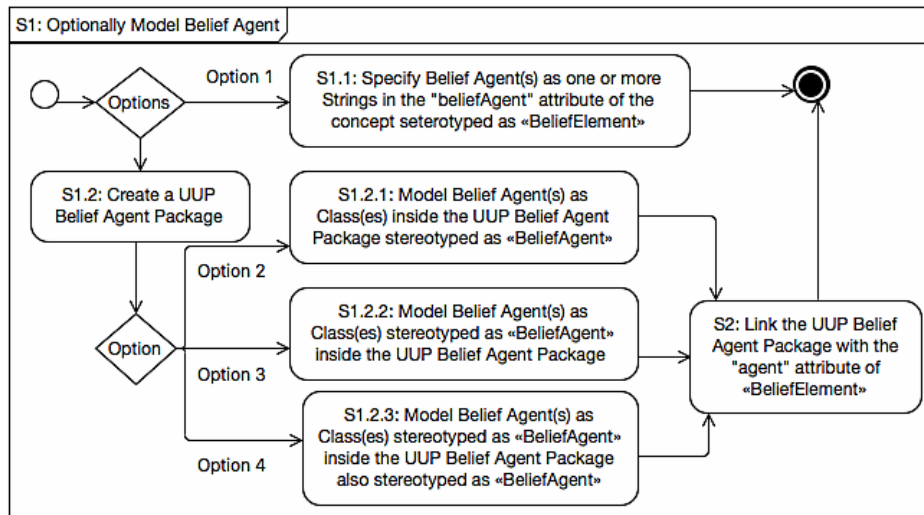 S1: Optionally Model Belief Agent
Options
Option 1
S1.1: Specify Belief Agent(s) as one or more
Strings in the "beliefAgent" attribute of the
concept seterotyped as «BeliefElement»
S1.2: Create a UUP
Belief Agent Package
Option
Option 2
S1.2.1: Model Belief Agent(s) as
Class(es) inside the UUP Belief Agent
Package stereotyped as «BeliefAgent»
Option 3
S1.2.2: Model Belief Agent(s) as
Class(es) stereotyped as «BeliefAgent»
inside the UUP Belief Agent Package
Option 4
S1.2.3: Model Belief Agent(s) as
Class(es) stereotyped as «BeliefAgent»
inside the UUP Belief Agent Package
also stereotyped as «BeliefAgent»
S2: Link the UUP Belief
Agent Package with the
"agent" attribute of
«BeliefElement»